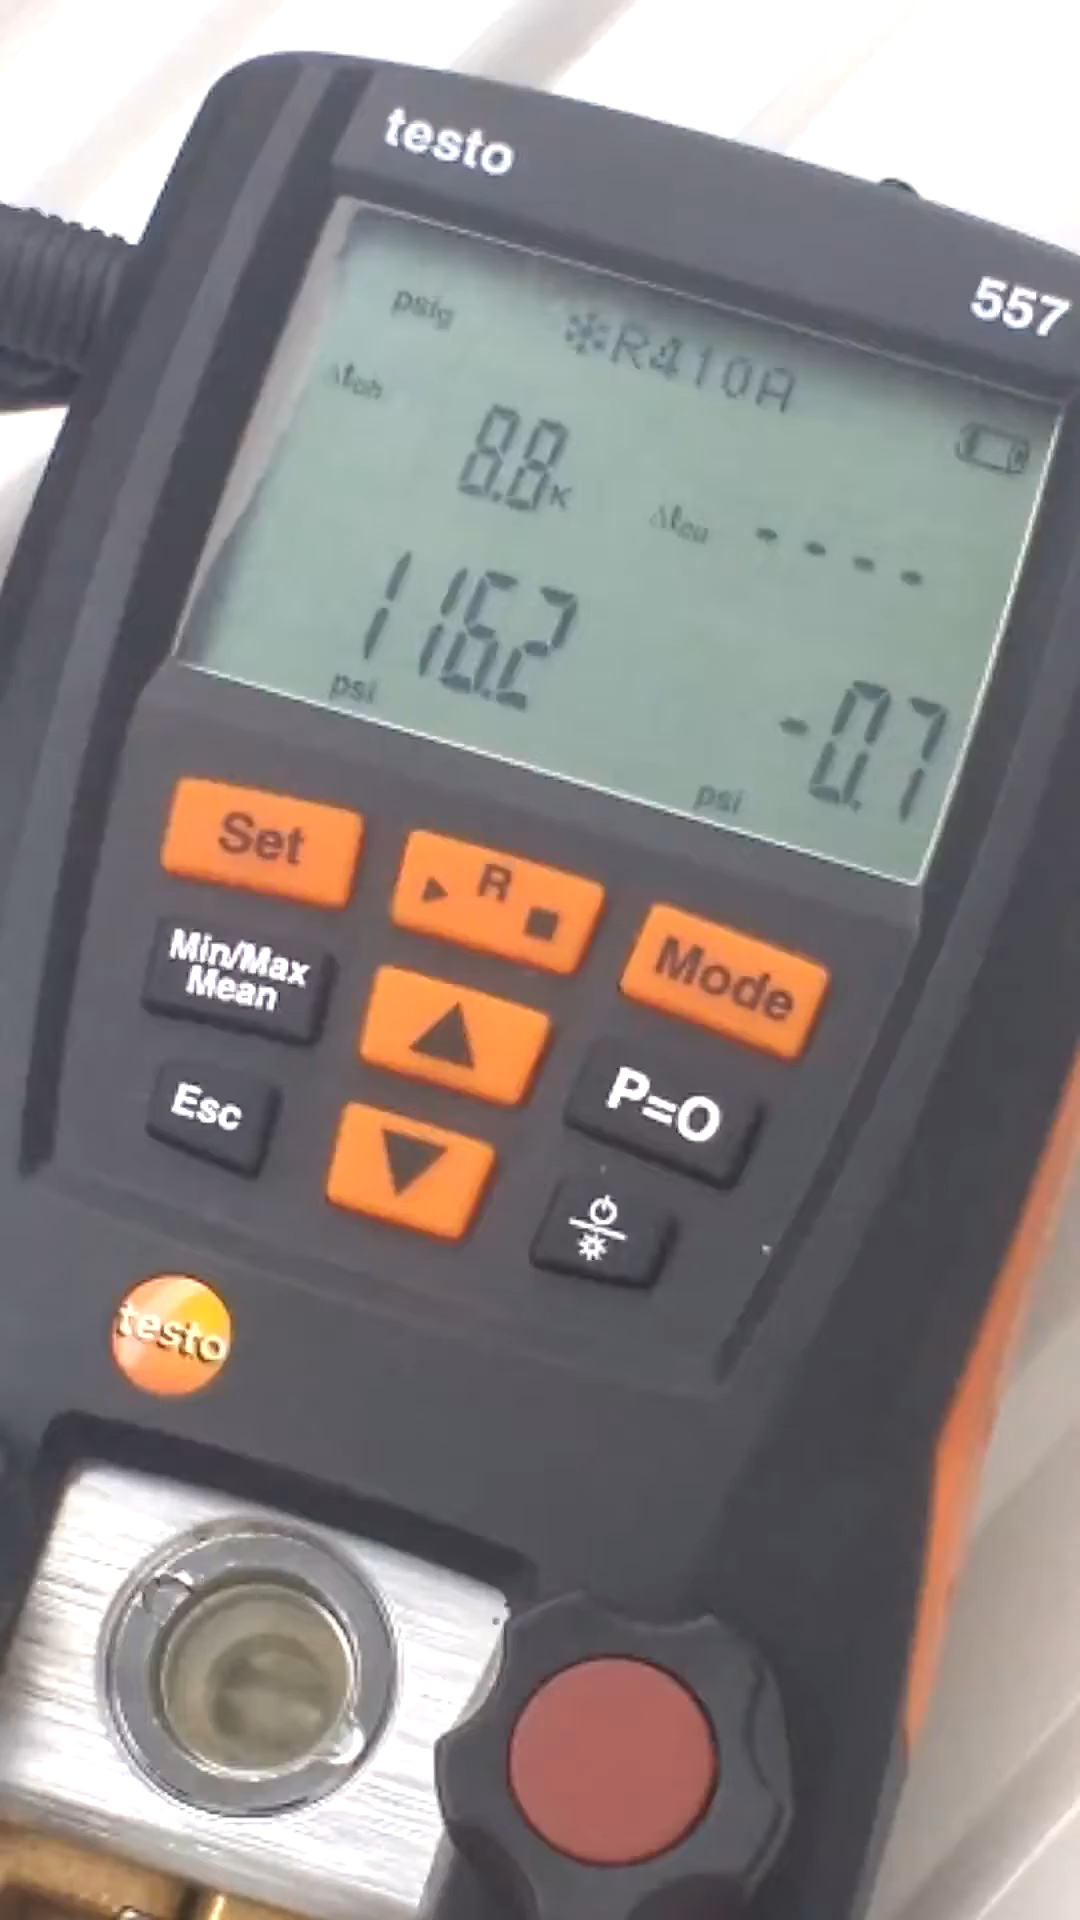 testo
557
psig
❄R410A
Δtoh
8.8K
Δtcu
----
116.2
psi
-0.7
psi
Set
R
Mode
Min/Max
Mean
Esc
P=O
testo